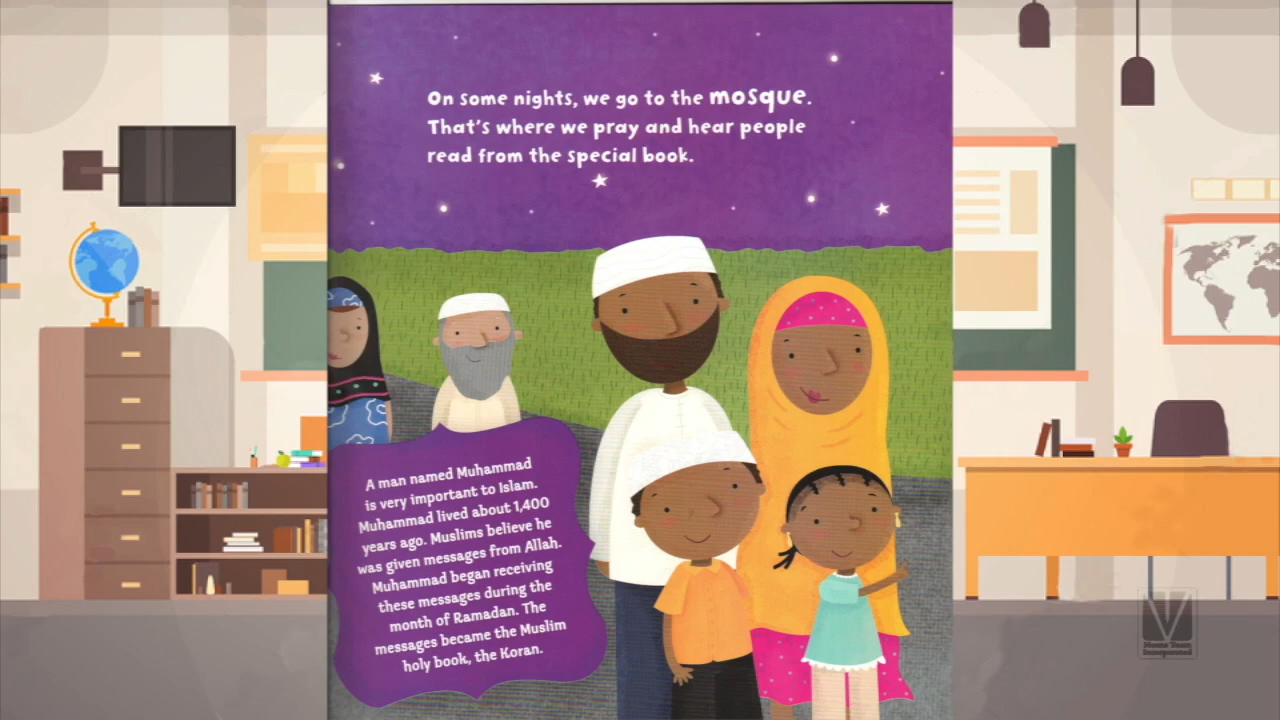 On some nights, we go to the mosque.
That's where we pray and hear people
read from the special book.
A man named Muhammad
is very important to Islam.
Muhammad lived about 1,400
years ago. Muslims believe he
was given messages from Allah.
Muhammad began receiving
these messages during the
month of Ramadan. The
messages became the Muslim
holy book, the Koran.